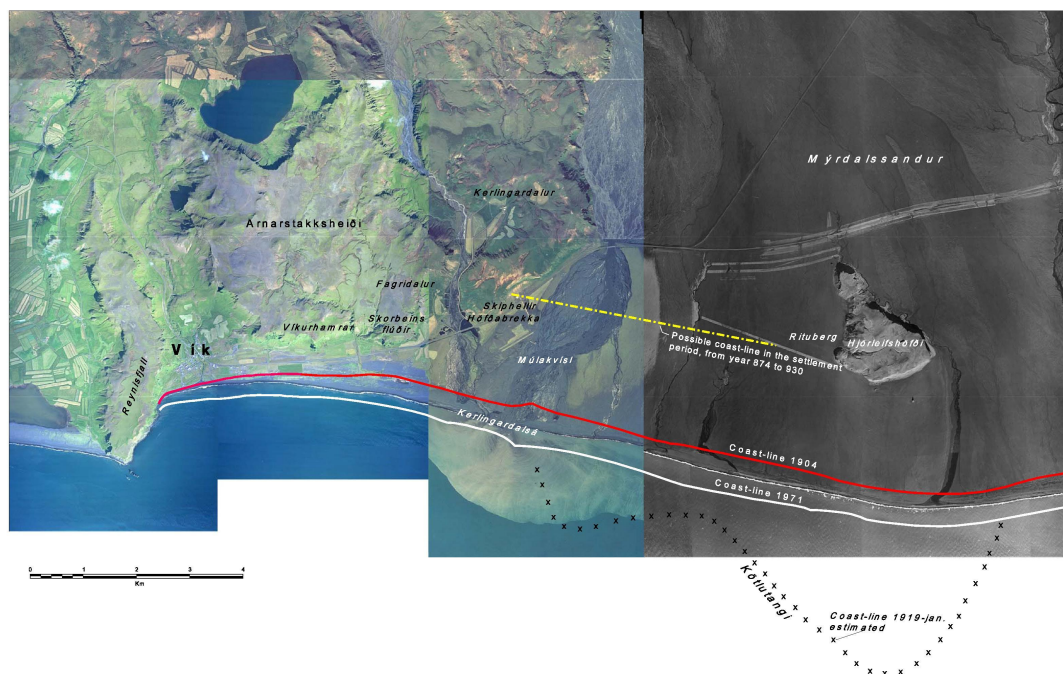 Mýrdalssandur
Kerlingardalur
Arnarstakksheiði
Fagridalur
Skiphellir
Höfðabrekka
Skorbeins
flúðir
Víkurhamrar
Rituberg
Hjörleifshöfði
Possible coast-line in the settlement
period, from year 874 to 930
Vík
Múlakvísl
Reynisfjall
Kerlingardalsá
Coast-line 1904
Coast-line 1971
0 1 2 3 4
Km
Kötlutangi
Coast-line 1919-jan.
estimated